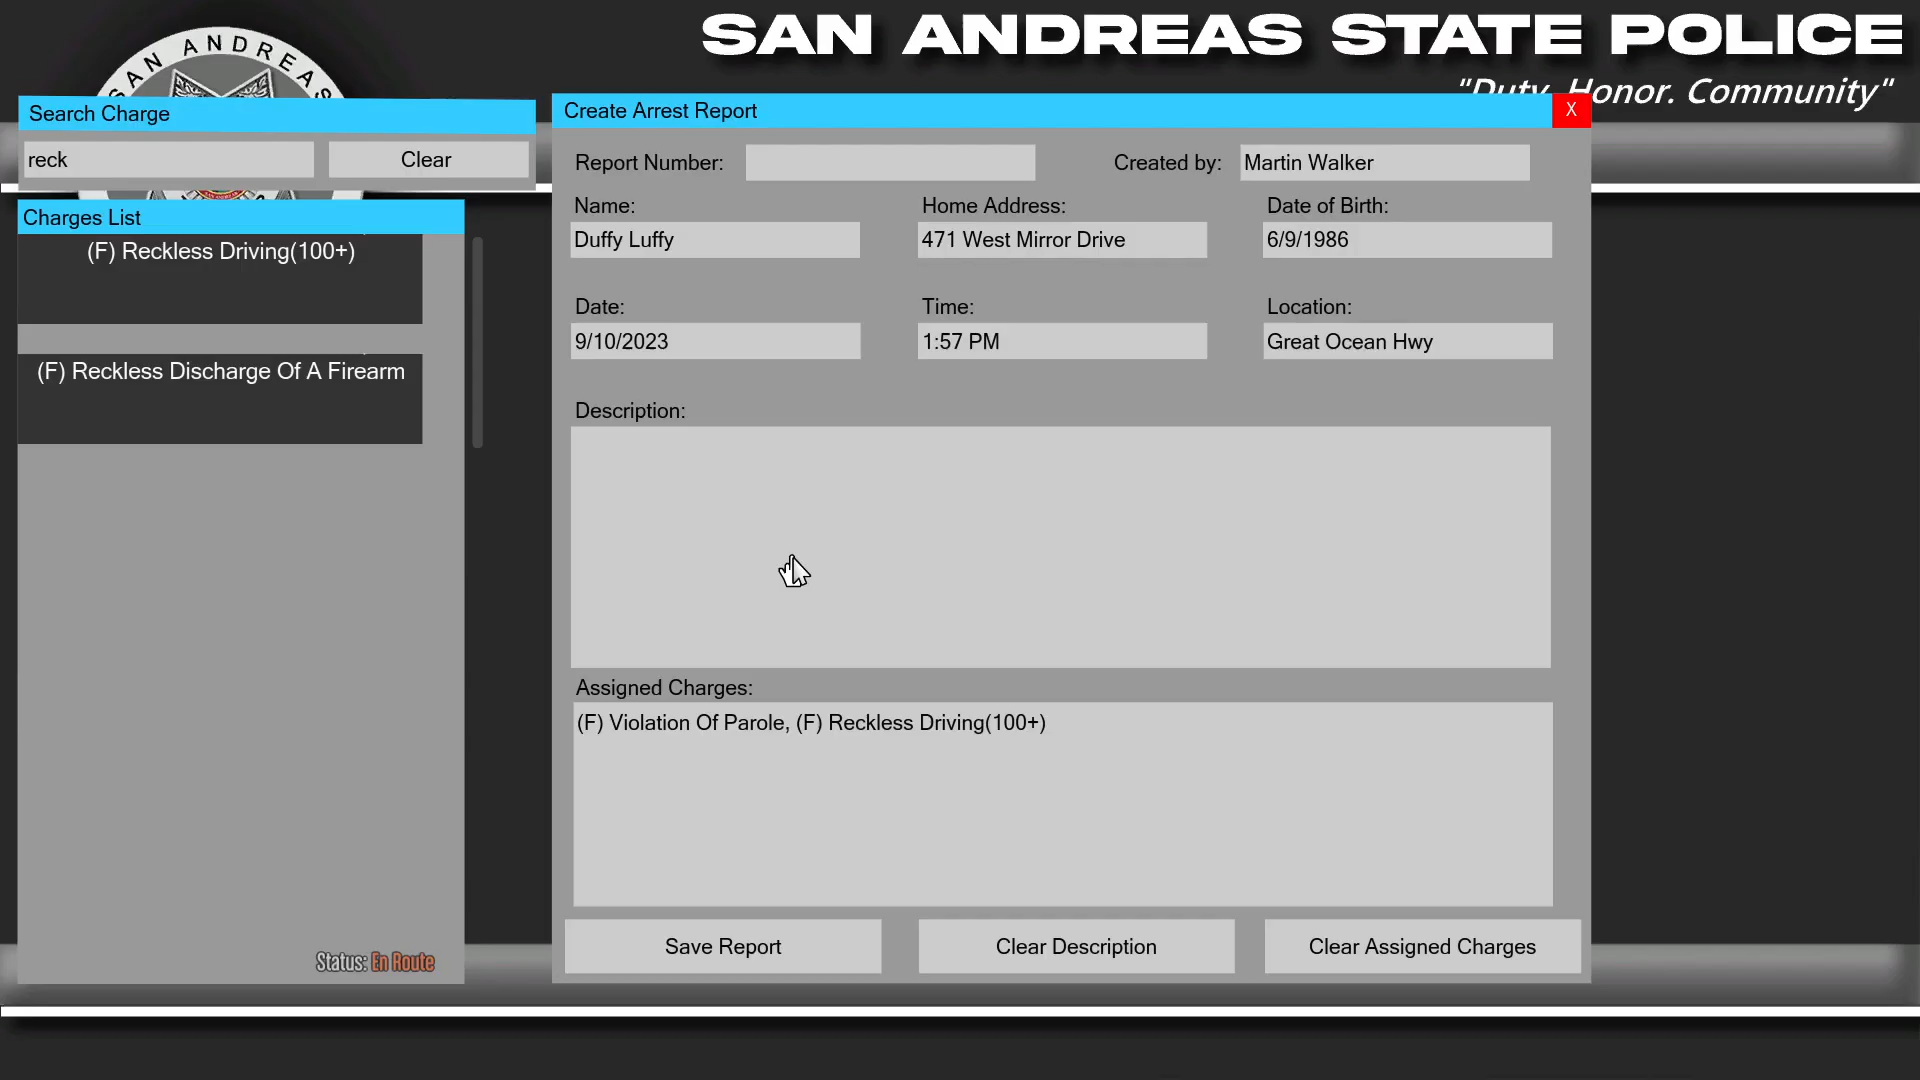 SAN ANDREAS
SAN ANDREAS STATE POLICE
"Duty. Honor. Community"
Search Charge
reck
Clear
Charges List
(F) Reckless Driving(100+)
(F) Reckless Discharge Of A Firearm
Status: En Route
Create Arrest Report
X
Report Number:
Created by: Martin Walker
Name: Home Address: Date of Birth:
Duffy Luffy 471 West Mirror Drive 6/9/1986
Date: Time: Location:
9/10/2023 1:57 PM Great Ocean Hwy
Description:
Assigned Charges:
(F) Violation Of Parole, (F) Reckless Driving(100+)
Save Report Clear Description Clear Assigned Charges